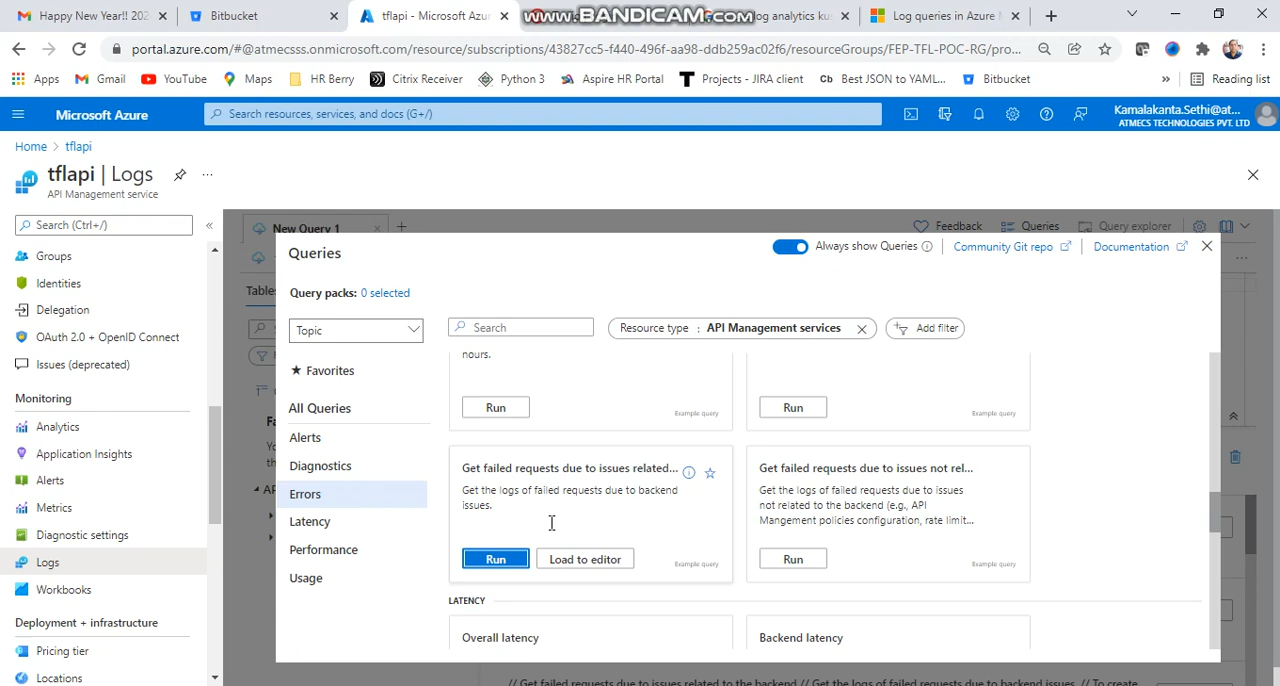 Happy New Year!! 202
Bitbucket
tflapi - Microsoft Azu
www.BANDICAM.com
log analytics kus
Log queries in Azure M
portal.azure.com/#@atmecsss.onmicrosoft.com/resource/subscriptions/43827cc5-f440-496f-aa98-ddb259ac02f6/resourceGroups/FEP-TFL-POC-RG/pro...
Apps
Gmail
YouTube
Maps
HR Berry
Citrix Receiver
Python 3
Aspire HR Portal
Projects - JIRA client
Cb Best JSON to YAML...
Bitbucket
»
Reading list
Microsoft Azure
Search resources, services, and docs (G+/)
Kamalakanta.Sethi@at...
ATMECS TECHNOLOGIES PVT. LTD
Home > tflapi
tflapi | Logs
...
API Management service
Search (Ctrl+/)
«
Groups
Identities
Delegation
OAuth 2.0 + OpenID Connect
Issues (deprecated)
Monitoring
Analytics
Application Insights
Alerts
Metrics
Diagnostic settings
Logs
Workbooks
Deployment + infrastructure
Pricing tier
Locations
New Query 1
Feedback
Queries
Query explorer
Tables
Queries
Always show Queries
Community Git repo
Documentation
Query packs: 0 selected
Topic
Search
Resource type : API Management services
Add filter
Favorites
All Queries
Alerts
Diagnostics
Errors
Latency
Performance
Usage
hours.
Run
Example query
Run
Example query
Get failed requests due to issues related...
Get the logs of failed requests due to backend
issues.
Run
Load to editor
Example query
Get failed requests due to issues not rel...
Get the logs of failed requests due to issues
not related to the backend (e.g., API
Mengement policies configuration, rate limit...
Run
Example query
LATENCY
Overall latency
Backend latency
// Get failed requests due to issues related to the backend // Get the logs of failed requests due to backend issues. // To create